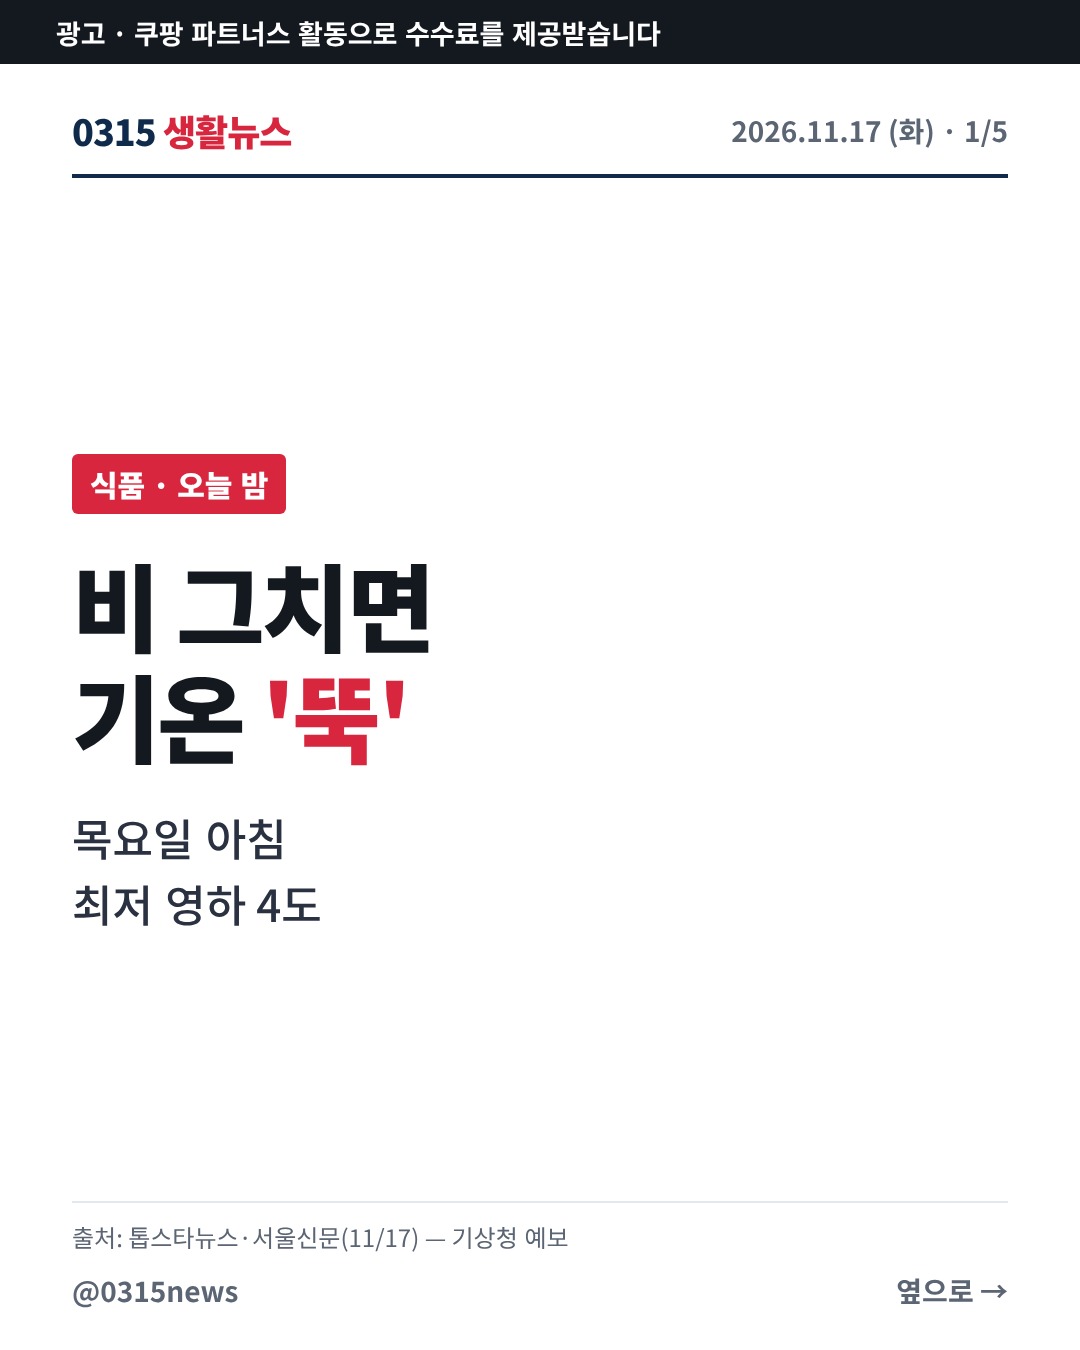 광고 · 쿠팡 파트너스 활동으로 수수료를 제공받습니다
0315 생활뉴스
2026.11.17 (화) · 1/5
식품 · 오늘 밤
비 그치면
기온 '뚝'
목요일 아침
최저 영하 4도
출처: 톱스타뉴스·서울신문(11/17) — 기상청 예보
@0315news
옆으로 →